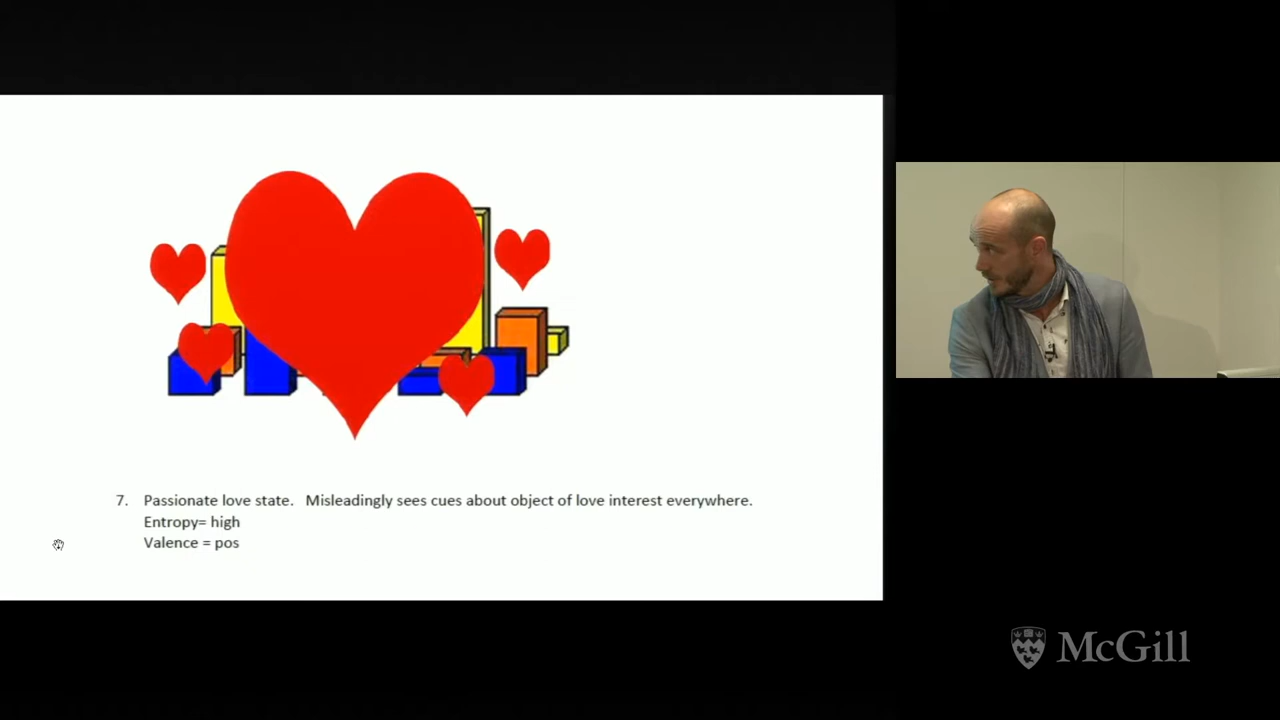 7. Passionate love state. Misleadingly sees cues about object of love interest everywhere.
Entropy= high
Valence = pos
McGill